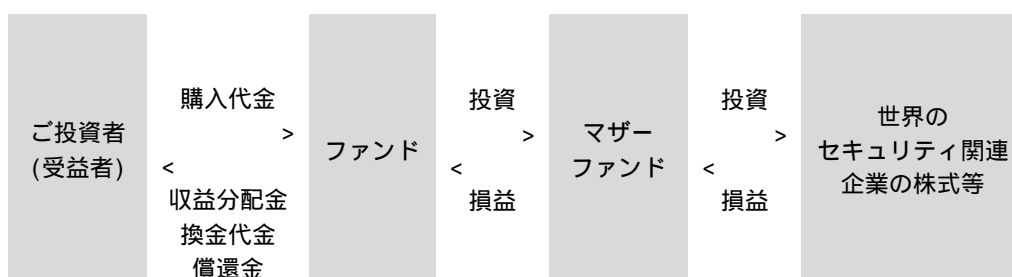 ご投資者
(受益者)
購入代金
>
<
収益分配金
換金代金
償還金
ファンド
投資
>
<
損益
マザー
ファンド
投資
>
<
損益
世界の
セキュリティ関連
企業の株式等